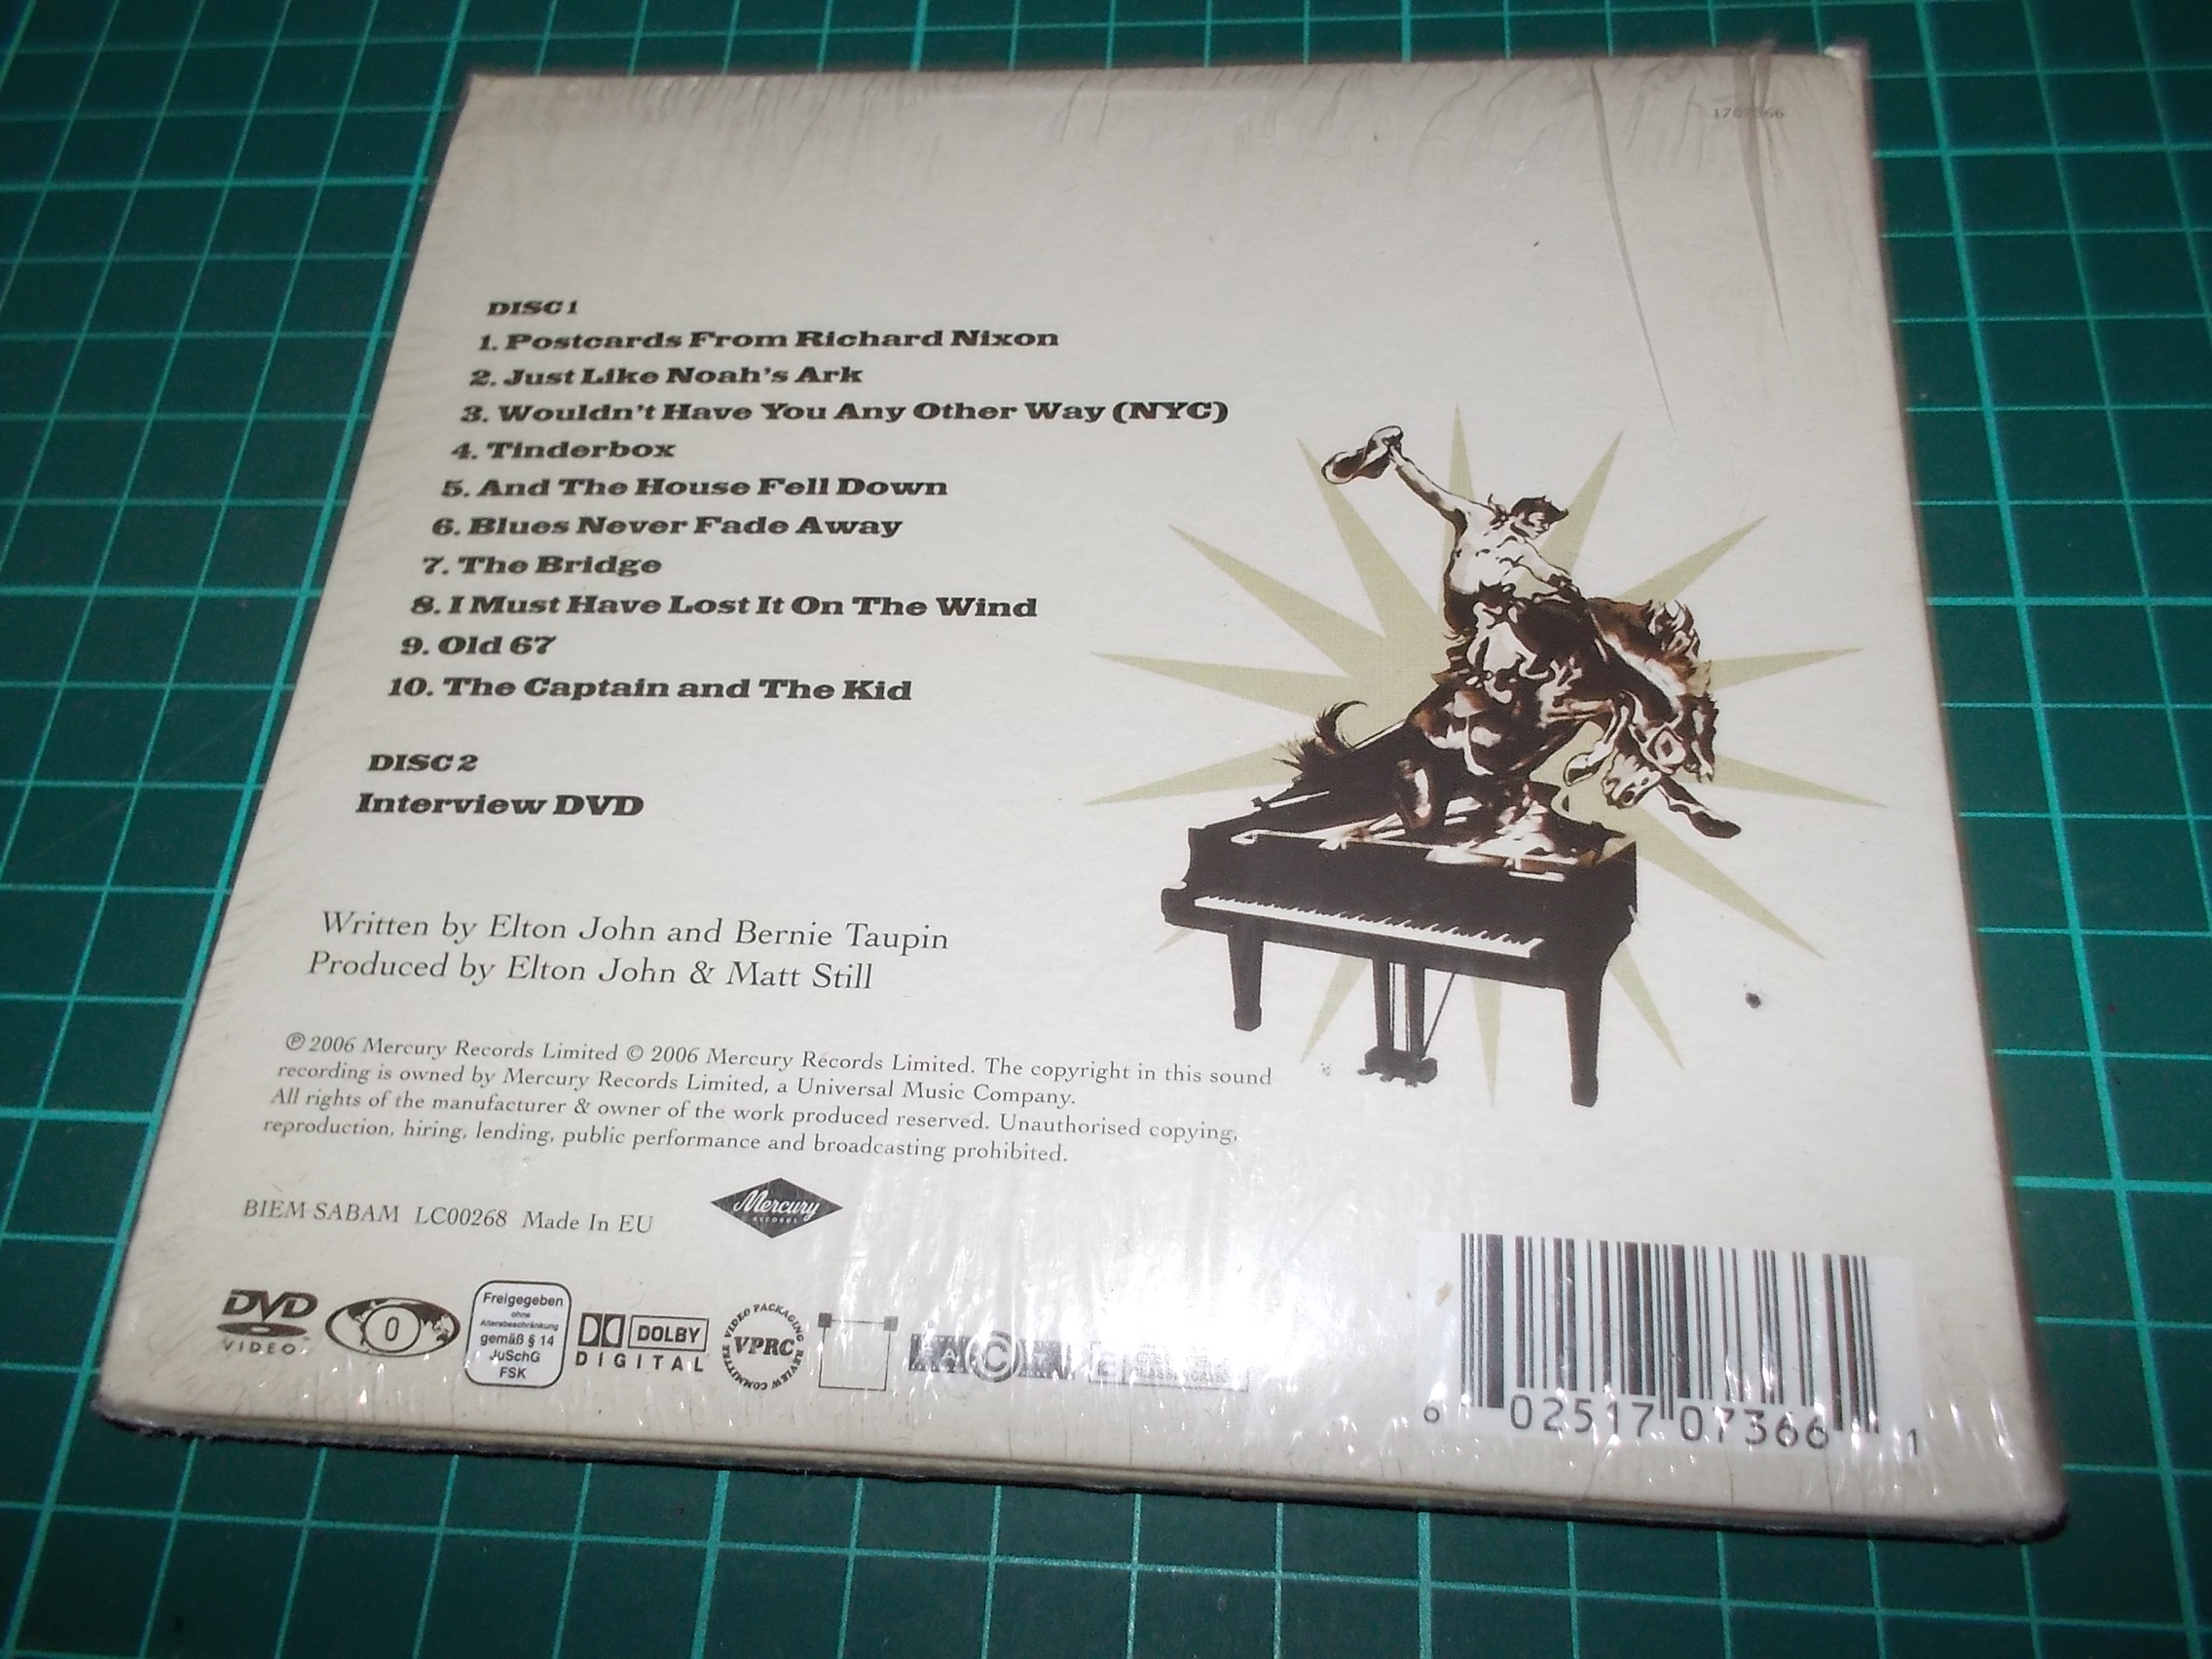 DISC 1
1. Postcards From Richard Nixon
2. Just Like Noah's Ark
3. Wouldn't Have You Any Other Way (NYC)
4. Tinderbox
5. And The House Fell Down
6. Blues Never Fade Away
7. The Bridge
8. I Must Have Lost It On The Wind
9. Old 67
10. The Captain and The Kid
DISC 2
Interview DVD
Written by Elton John and Bernie Taupin
Produced by Elton John & Matt Still
℗ 2006 Mercury Records Limited © 2006 Mercury Records Limited. The copyright in this sound
recording is owned by Mercury Records Limited, a Universal Music Company.
All rights of the manufacturer & owner of the work produced reserved. Unauthorised copying,
reproduction, hiring, lending, public performance and broadcasting prohibited.
BIEM SABAM LC00268 Made In EU
Mercury
RECORDS
DVD
VIDEO
0
Freigegeben
ohne
Altersbeschränkung
gemäß § 14
JuSchG
FSK
DOLBY
DIGITAL
VIDEO PACKAGING REVIEW COMMITTEE
VPRC
E
0 02517 07366 1